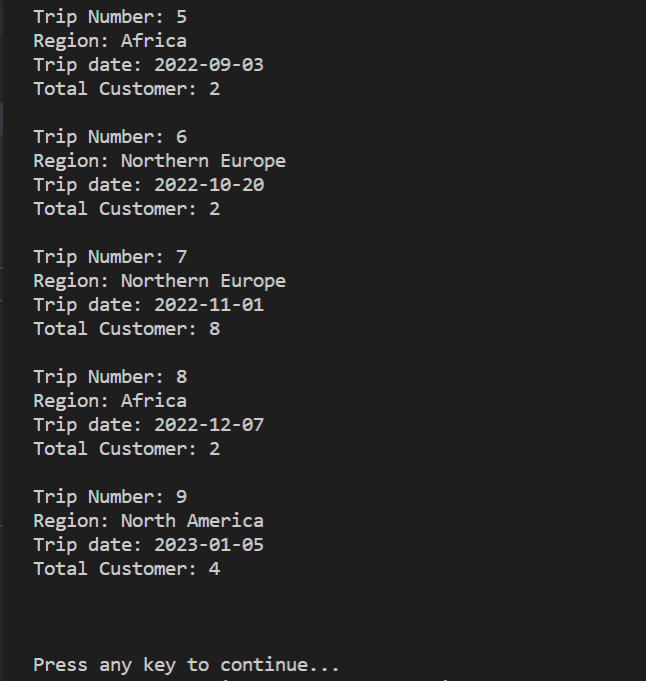 Trip Number: 5
Region: Africa
Trip date: 2022-09-03
Total Customer: 2
Trip Number: 6
Region: Northern Europe
Trip date: 2022-10-20
Total Customer: 2
Trip Number: 7
Region: Northern Europe
Trip date: 2022-11-01
Total Customer: 8
Trip Number: 8
Region: Africa
Trip date: 2022-12-07
Total Customer: 2
Trip Number: 9
Region: North America
Trip date: 2023-01-05
Total Customer: 4
Press any key to continue...